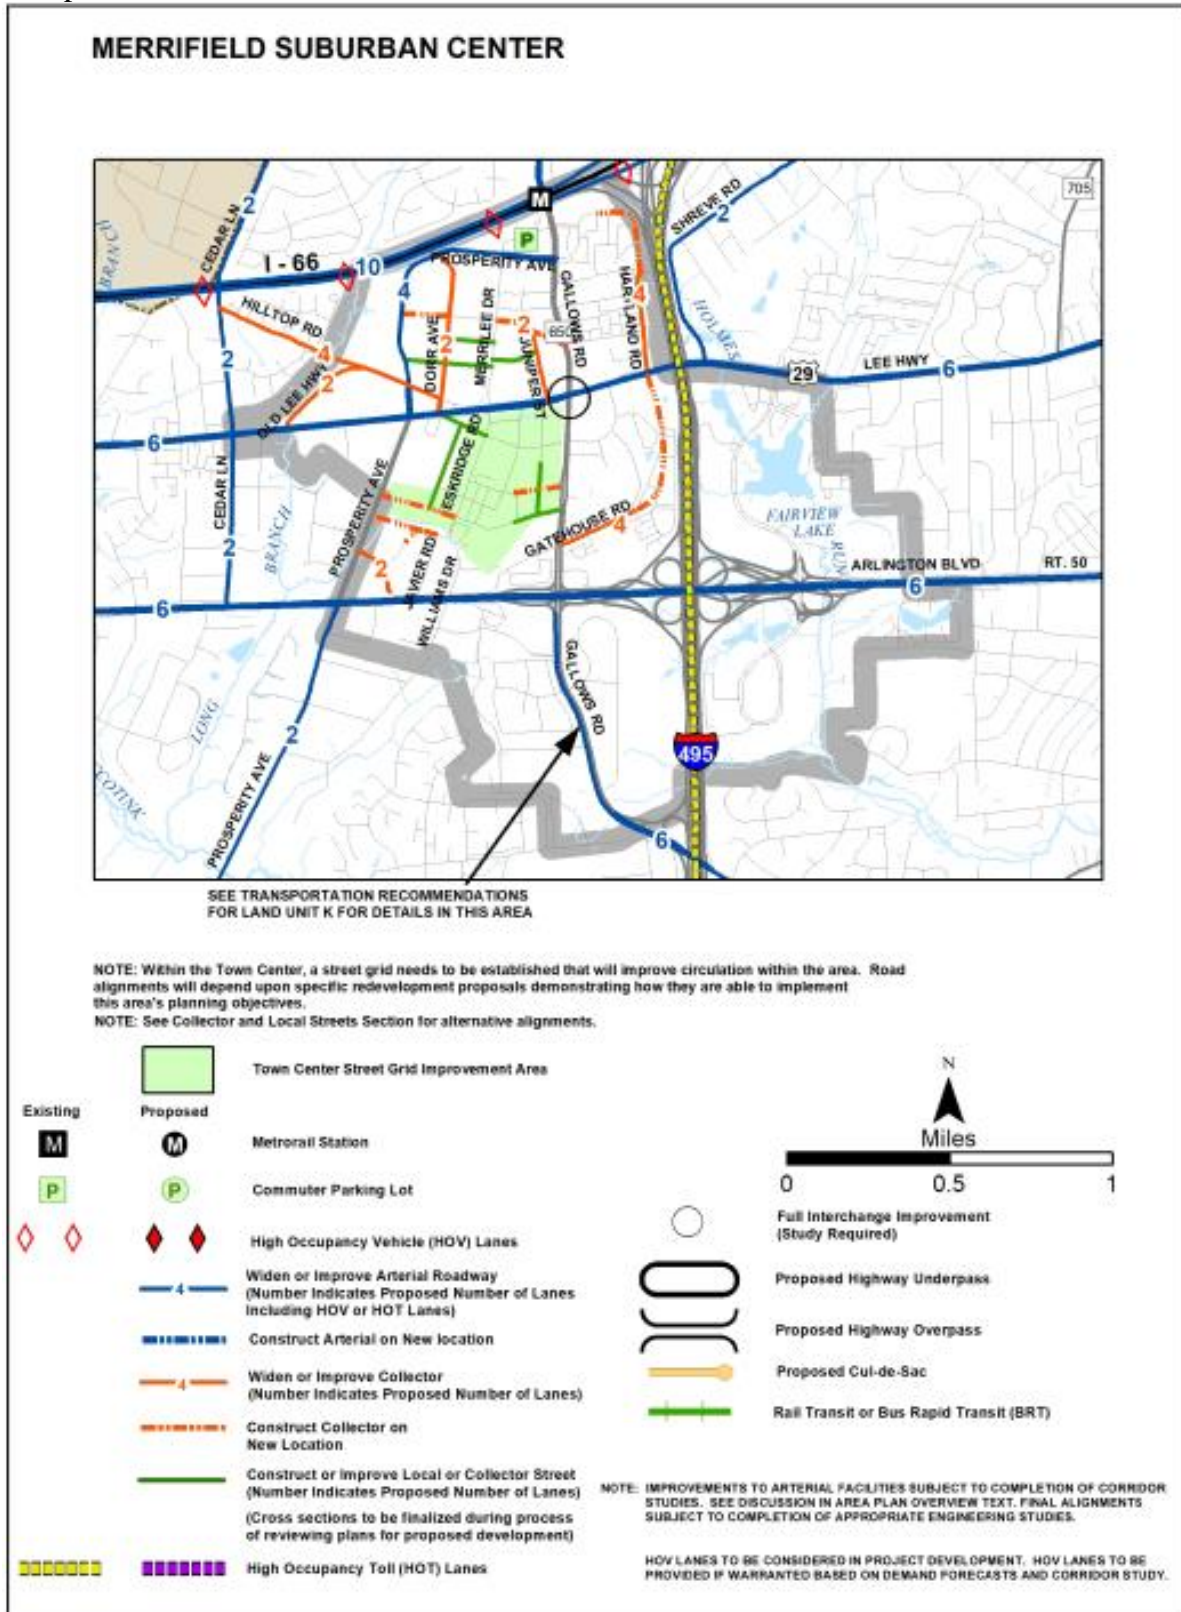 MERRIFIELD SUBURBAN CENTER
705
CEDAR LN
2
SHREVE RD
2
M
BRANCH
I - 66
10
P
PROSPERITY AVE
4
GALLOWS RD
HARTLAND RD
4
HOLMES
HILLTOP RD
4
2
2
DORR AVE
2
MERRILEE DR
2
650
JUNIPER ST
29
LEE HWY
6
OLD LEE HWY
6
CEDAR LN
2
BRANCH
PROSPERITY AVE
ESKRIDGE RD
GATEHOUSE RD
4
FAIRVIEW
LAKE
RUN
ARLINGTON BLVD
RT. 50
6
6
2
JAVIER RD
WILLIAMS DR
GALLOWS RD
LONG
2
PROSPERITY AVE
495
6
SEE TRANSPORTATION RECOMMENDATIONS
FOR LAND UNIT K FOR DETAILS IN THIS AREA
NOTE: Within the Town Center, a street grid needs to be established that will improve circulation within the area. Road
alignments will depend upon specific redevelopment proposals demonstrating how they are able to implement
this area's planning objectives.
NOTE: See Collector and Local Streets Section for alternative alignments.
Town Center Street Grid Improvement Area
Existing Proposed
M M Metrorail Station
P P Commuter Parking Lot
High Occupancy Vehicle (HOV) Lanes
4 Widen or Improve Arterial Roadway
(Number Indicates Proposed Number of Lanes
Including HOV or HOT Lanes)
Construct Arterial on New location
4 Widen or Improve Collector
(Number Indicates Proposed Number of Lanes)
Construct Collector on
New Location
Construct or Improve Local or Collector Street
(Number Indicates Proposed Number of Lanes)
(Cross sections to be finalized during process
of reviewing plans for proposed development)
High Occupancy Toll (HOT) Lanes
N
Miles
0 0.5 1
Full Interchange Improvement
(Study Required)
Proposed Highway Underpass
Proposed Highway Overpass
Proposed Cul-de-Sac
Rail Transit or Bus Rapid Transit (BRT)
NOTE: IMPROVEMENTS TO ARTERIAL FACILITIES SUBJECT TO COMPLETION OF CORRIDOR
STUDIES. SEE DISCUSSION IN AREA PLAN OVERVIEW TEXT. FINAL ALIGNMENTS
SUBJECT TO COMPLETION OF APPROPRIATE ENGINEERING STUDIES.
HOV LANES TO BE CONSIDERED IN PROJECT DEVELOPMENT. HOV LANES TO BE
PROVIDED IF WARRANTED BASED ON DEMAND FORECASTS AND CORRIDOR STUDY.